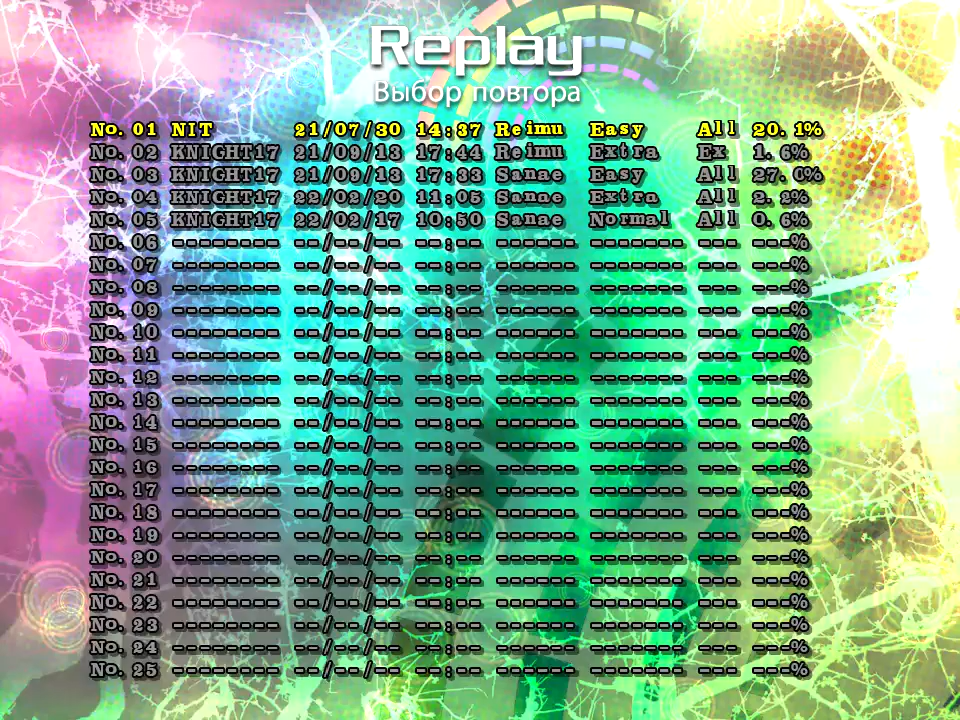 Replay
Выбор повтора
No. 01 NIT 21/07/30 14:37 Reimu Easy All 20.1%
No. 02 KNIGHT17 21/09/13 17:44 Reimu Extra Ex 1.6%
No. 03 KNIGHT17 21/09/13 17:33 Sanae Easy All 27.0%
No. 04 KNIGHT17 22/02/20 11:05 Sanae Extra All 2.2%
No. 05 KNIGHT17 22/02/17 10:50 Sanae Normal All 0.6%
No. 06 -------- --/--/-- --:-- ------ ------- --- ---%
No. 07 -------- --/--/-- --:-- ------ ------- --- ---%
No. 08 -------- --/--/-- --:-- ------ ------- --- ---%
No. 09 -------- --/--/-- --:-- ------ ------- --- ---%
No. 10 -------- --/--/-- --:-- ------ ------- --- ---%
No. 11 -------- --/--/-- --:-- ------ ------- --- ---%
No. 12 -------- --/--/-- --:-- ------ ------- --- ---%
No. 13 -------- --/--/-- --:-- ------ ------- --- ---%
No. 14 -------- --/--/-- --:-- ------ ------- --- ---%
No. 15 -------- --/--/-- --:-- ------ ------- --- ---%
No. 16 -------- --/--/-- --:-- ------ ------- --- ---%
No. 17 -------- --/--/-- --:-- ------ ------- --- ---%
No. 18 -------- --/--/-- --:-- ------ ------- --- ---%
No. 19 -------- --/--/-- --:-- ------ ------- --- ---%
No. 20 -------- --/--/-- --:-- ------ ------- --- ---%
No. 21 -------- --/--/-- --:-- ------ ------- --- ---%
No. 22 -------- --/--/-- --:-- ------ ------- --- ---%
No. 23 -------- --/--/-- --:-- ------ ------- --- ---%
No. 24 -------- --/--/-- --:-- ------ ------- --- ---%
No. 25 -------- --/--/-- --:-- ------ ------- --- ---%